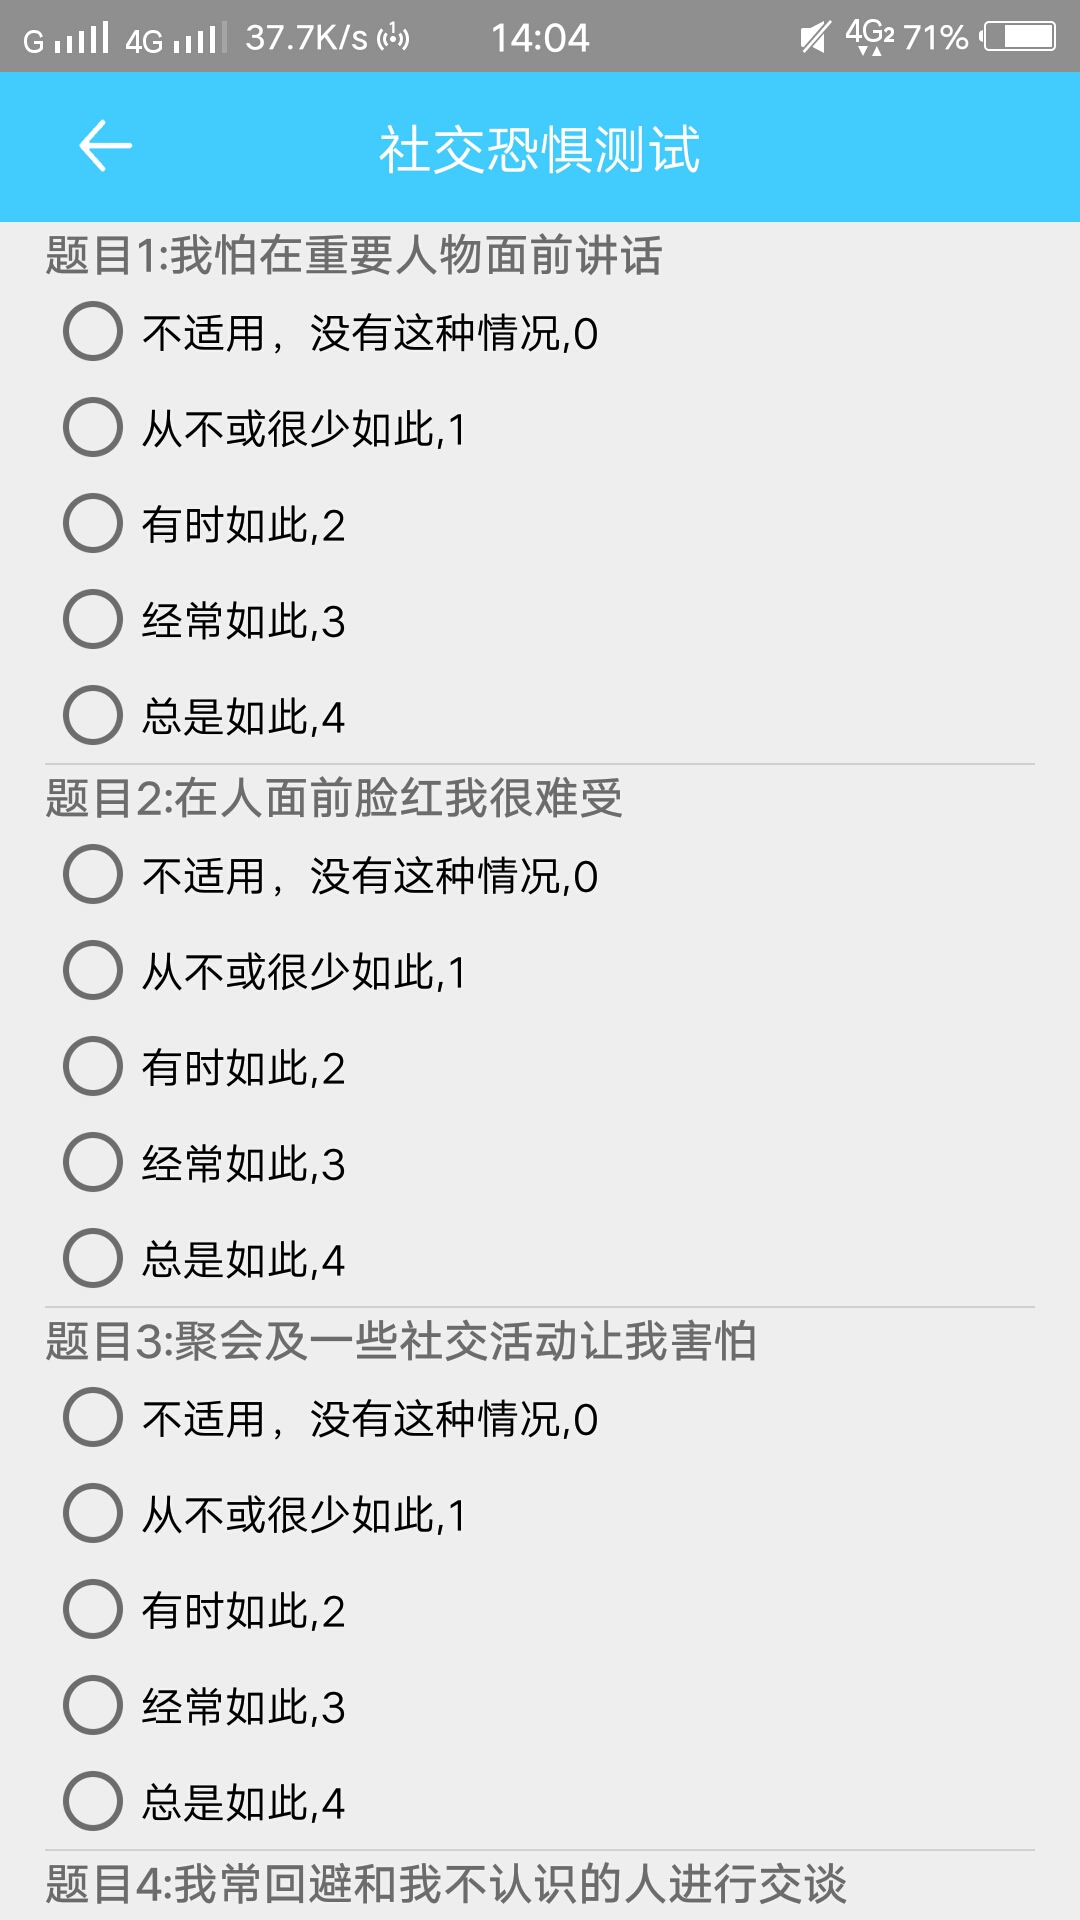 G 4G 37.7K/s 14:04 4G2 71%
社交恐惧测试
题目1:我怕在重要人物面前讲话
不适用，没有这种情况,0
从不或很少如此,1
有时如此,2
经常如此,3
总是如此,4
题目2:在人面前脸红我很难受
不适用，没有这种情况,0
从不或很少如此,1
有时如此,2
经常如此,3
总是如此,4
题目3:聚会及一些社交活动让我害怕
不适用，没有这种情况,0
从不或很少如此,1
有时如此,2
经常如此,3
总是如此,4
题目4:我常回避和我不认识的人进行交谈